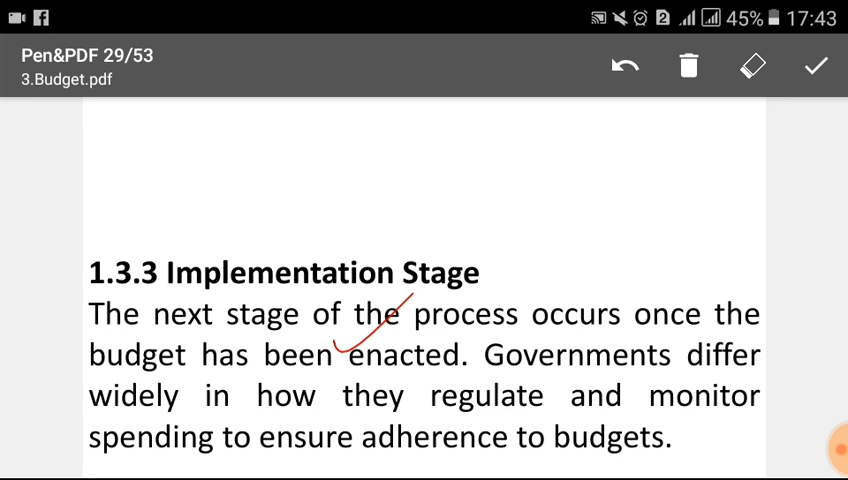 45% 17:43
Pen&PDF 29/53
3.Budget.pdf
1.3.3 Implementation Stage
The next stage of the process occurs once the
budget has been enacted. Governments differ
widely in how they regulate and monitor
spending to ensure adherence to budgets.